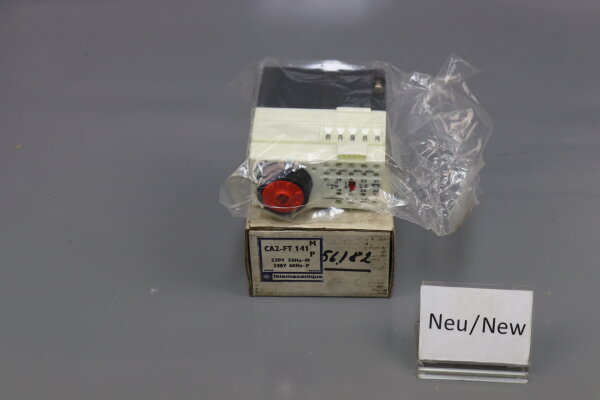 CA2-FT 141 M
P
220V 50Hz-M
240V 60Hz-P
Telemecanique
56182
Neu/New